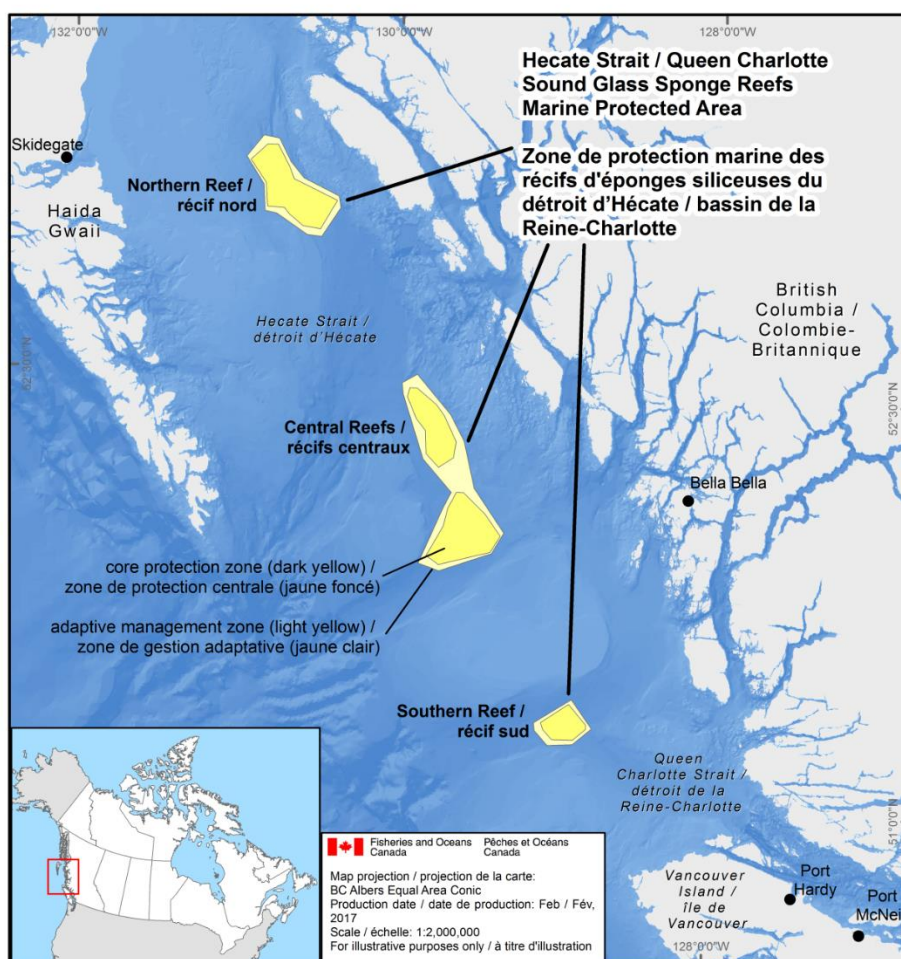 132°0'0"W
130°0'0"W
128°0'0"W
Hecate Strait / Queen Charlotte
Sound Glass Sponge Reefs
Marine Protected Area
Zone de protection marine des
récifs d'éponges siliceuses du
détroit d'Hécate / bassin de la
Reine-Charlotte
Skidegate
Northern Reef /
récif nord
Haida
Gwaii
British
Columbia /
Colombie-
Britannique
Hecate Strait /
détroit d'Hécate
52°30'0"N
52°30'0"N
Central Reefs /
récifs centraux
Bella Bella
core protection zone (dark yellow) /
zone de protection centrale (jaune foncé)
adaptive management zone (light yellow) /
zone de gestion adaptative (jaune clair)
Southern Reef /
récif sud
Queen
Charlotte Strait /
détroit de la
Reine-Charlotte
51°0'0"N
Fisheries and Oceans
Canada
Pêches et Océans
Canada
Map projection / projection de la carte:
BC Albers Equal Area Conic
Production date / date de production: Feb / Fév,
2017
Scale / échelle: 1:2,000,000
For illustrative purposes only / à titre d'illustration
Vancouver
Island /
île de
Vancouver
Port
Hardy
Port
McNei
128°0'0"W